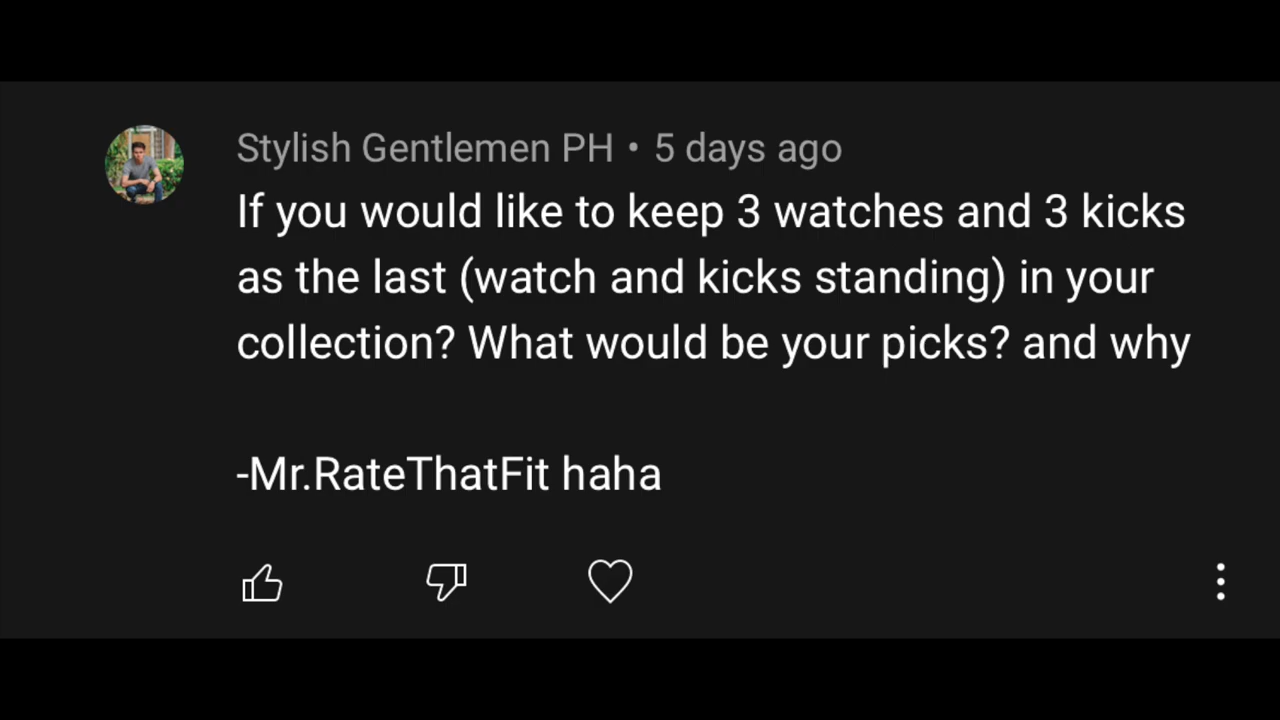 Stylish Gentlemen PH • 5 days ago
If you would like to keep 3 watches and 3 kicks
as the last (watch and kicks standing) in your
collection? What would be your picks? and why
-Mr.RateThatFit haha